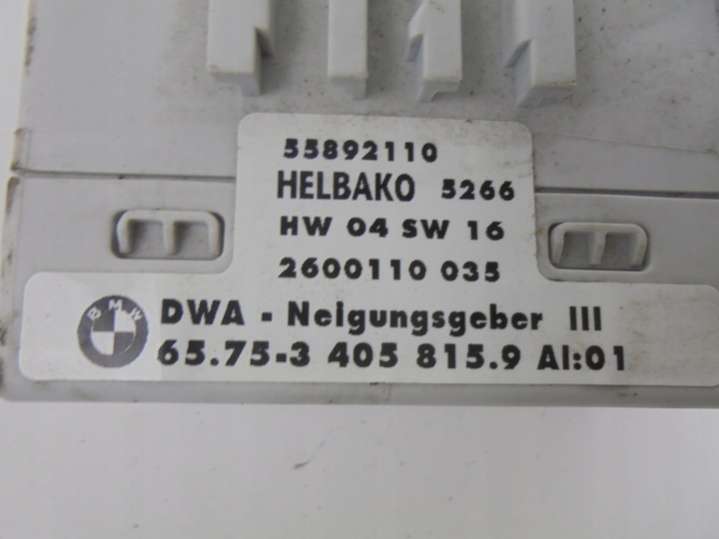 55892110
HELBAKO 5266
HW 04 SW 16
2600110 035
BMW DWA - Neigungsgeber III
65.75-3 405 815.9 AI:01